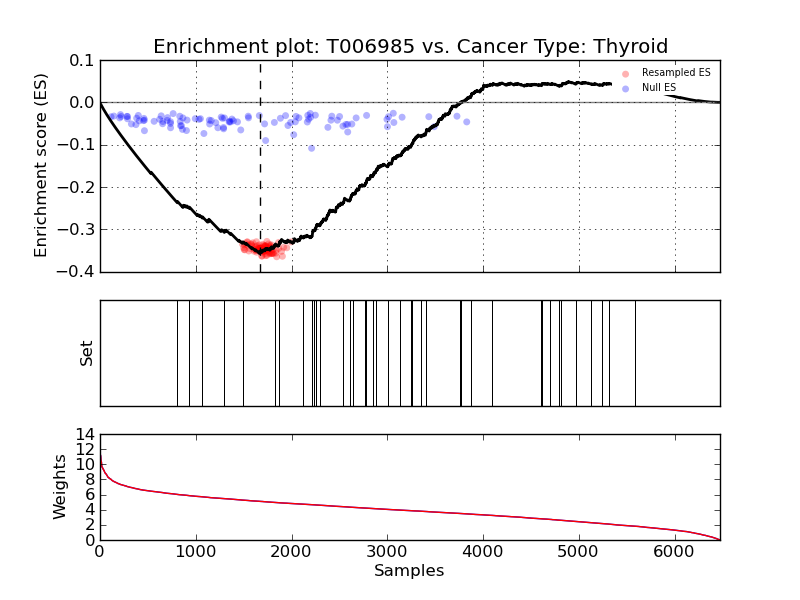 Enrichment plot: T006985 vs. Cancer Type: Thyroid
Enrichment score (ES)
0.1
0.0
−0.1
−0.2
−0.3
−0.4
Resampled ES
Null ES
Set
Weights
14
12
10
8
6
4
2
0
0 1000 2000 3000 4000 5000 6000
Samples